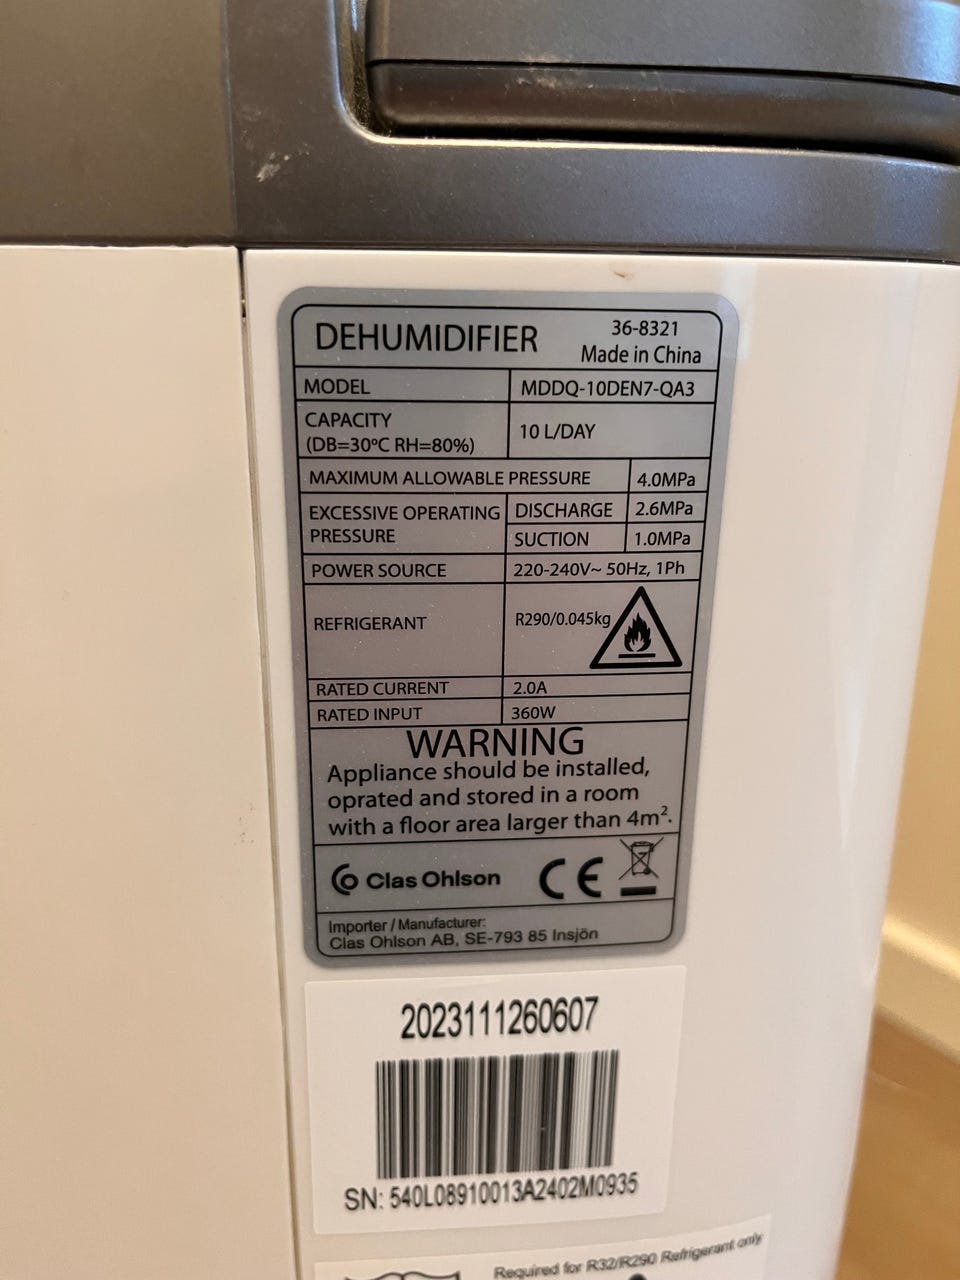 DEHUMIDIFIER
36-8321
Made in China
MODEL MDDQ-10DEN7-QA3
CAPACITY
(DB=30ºC RH=80%) 10 L/DAY
MAXIMUM ALLOWABLE PRESSURE 4.0MPa
EXCESSIVE OPERATING
PRESSURE
DISCHARGE 2.6MPa
SUCTION 1.0MPa
POWER SOURCE 220-240V~ 50Hz, 1Ph
REFRIGERANT R290/0.045kg
RATED CURRENT 2.0A
RATED INPUT 360W
WARNING
Appliance should be installed,
oprated and stored in a room
with a floor area larger than 4m².
Clas Ohlson CE
Importer / Manufacturer:
Clas Ohlson AB, SE-793 85 Insjön
2023111260607
SN: 540L08910013A2402M0935
Required for R32/R290 Refrigerant only